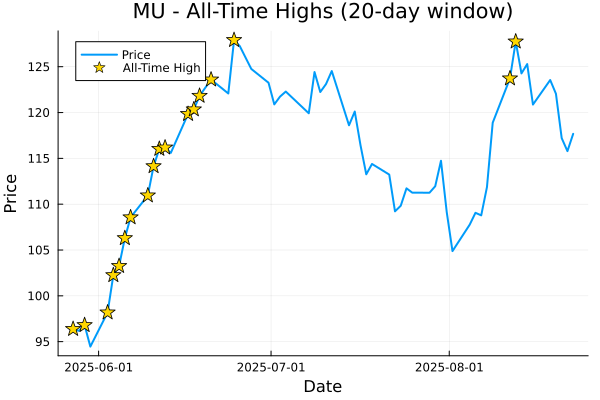 MU - All-Time Highs (20-day window)
Price
All-Time High
125
120
115
110
105
100
95
Price
2025-06-01
2025-07-01
2025-08-01
Date